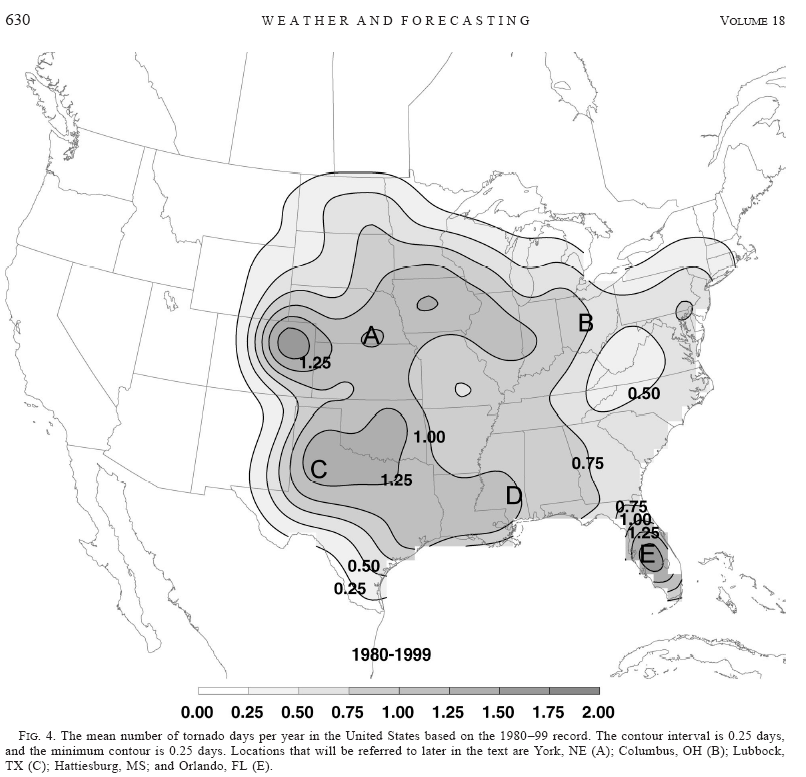 630 WEATHER AND FORECASTING VOLUME 18
A
B
1.25
0.50
1.00
C
1.25
0.75
D
0.75
1.00
1.25
E
0.50
0.25
1980-1999
0.00 0.25 0.50 0.75 1.00 1.25 1.50 1.75 2.00
FIG. 4. The mean number of tornado days per year in the United States based on the 1980–99 record. The contour interval is 0.25 days,
and the minimum contour is 0.25 days. Locations that will be referred to later in the text are York, NE (A); Columbus, OH (B); Lubbock,
TX (C); Hattiesburg, MS; and Orlando, FL (E).